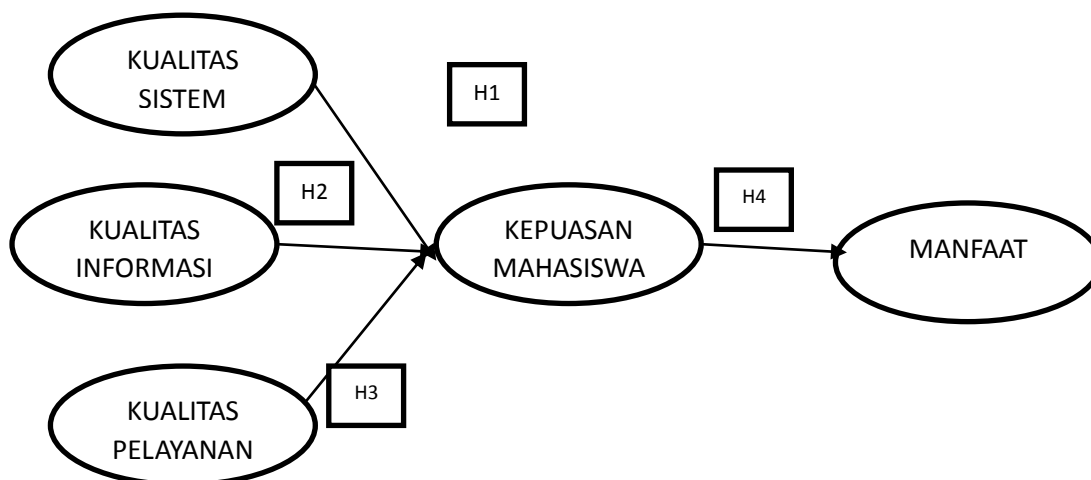 KUALITAS
SISTEM
H1
H2
KUALITAS
INFORMASI
KEPUASAN
MAHASISWA
H4
MANFAAT
H3
KUALITAS
PELAYANAN